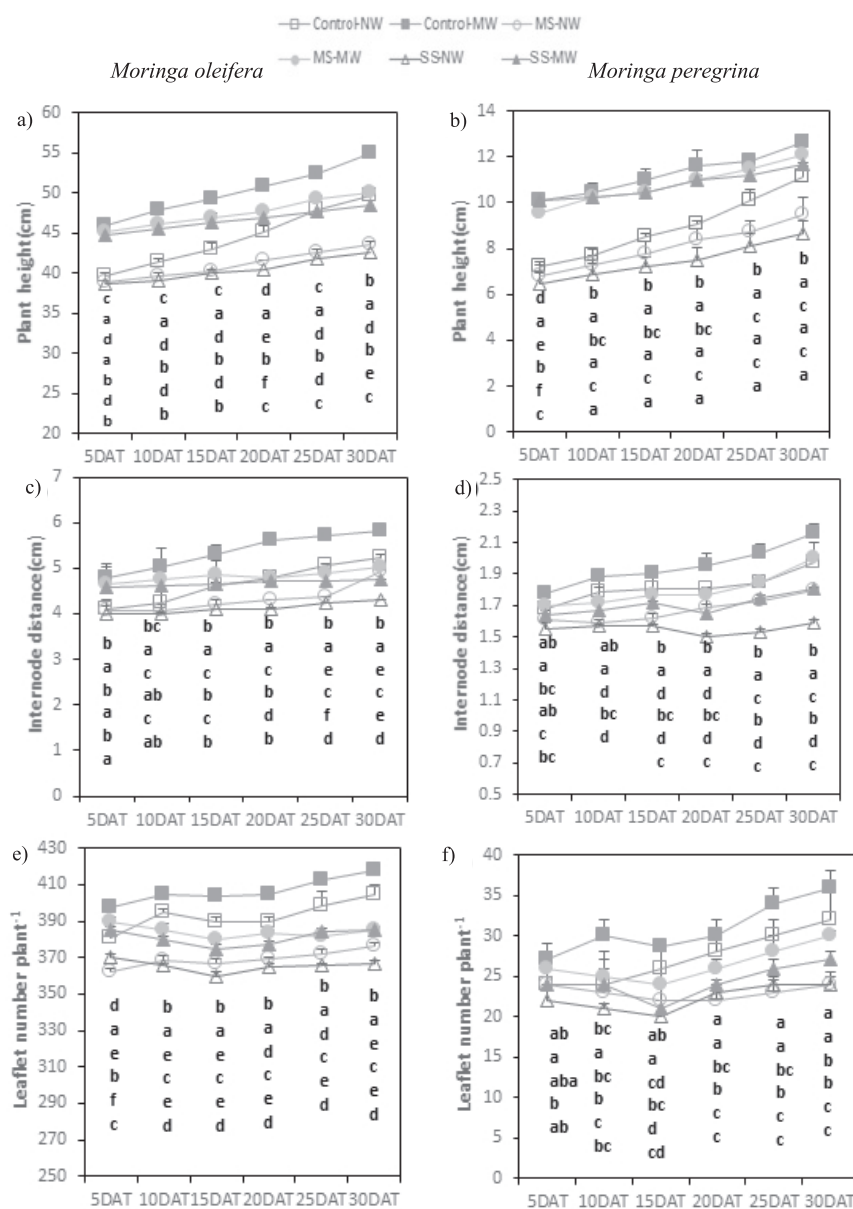 Control-NW Control-MW MS-NW
MS-MW SS-NW SS-MW
Moringa oleifera Moringa peregrina
a)
Plant height(cm)
60
55
50
45
40
35
30
25
20
c c c d c b
a a a a a a
d d d e d d
a b b b b b
b d d f d e
d b b c c c
b
5DAT 10DAT 15DAT 20DAT 25DAT 30DAT
b)
Plant height(cm)
14
12
10
8
6
4
2
0
d b b b b b
a a a a a a
e bc bc bc c c
b a a a a a
f c c c c c
c a a a a a
5DAT 10DAT 15DAT 20DAT 25DAT 30DAT
c)
Internode distance(cm)
7
6
5
4
3
2
1
0
b bc b b b b
a a a a a a
b c c c e e
a ab b b c c
b c c d f e
a ab b b d d
5DAT 10DAT 15DAT 20DAT 25DAT 30DAT
d)
Internode distance(cm)
2.5
2.3
2.1
1.9
1.7
1.5
1.3
1.1
0.9
0.7
0.5
ab ab b b b b
a a a a a a
bc d d d c c
ab bc bc bc b b
c d d d d d
bc c c c c
5DAT 10DAT 15DAT 20DAT 25DAT 30DAT
e)
Leaflet number plant-1
430
410
390
370
350
330
310
290
270
250
d b b b b b
a a a a a a
e e e d d e
b c c c c c
f e e e e e
c d d d d d
5DAT 10DAT 15DAT 20DAT 25DAT 30DAT
f)
Leaflet number plant-1
40
35
30
25
20
15
10
5
0
ab bc ab a a a
a a a a a a
aba bc cd bc bc b
b b bc b b b
ab c d c c c
bc cd c c c
5DAT 10DAT 15DAT 20DAT 25DAT 30DAT